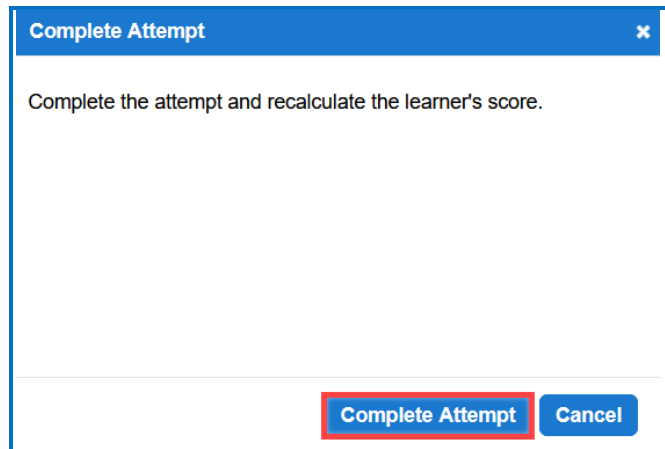 Complete Attempt
Complete the attempt and recalculate the learner's score.
Complete Attempt Cancel